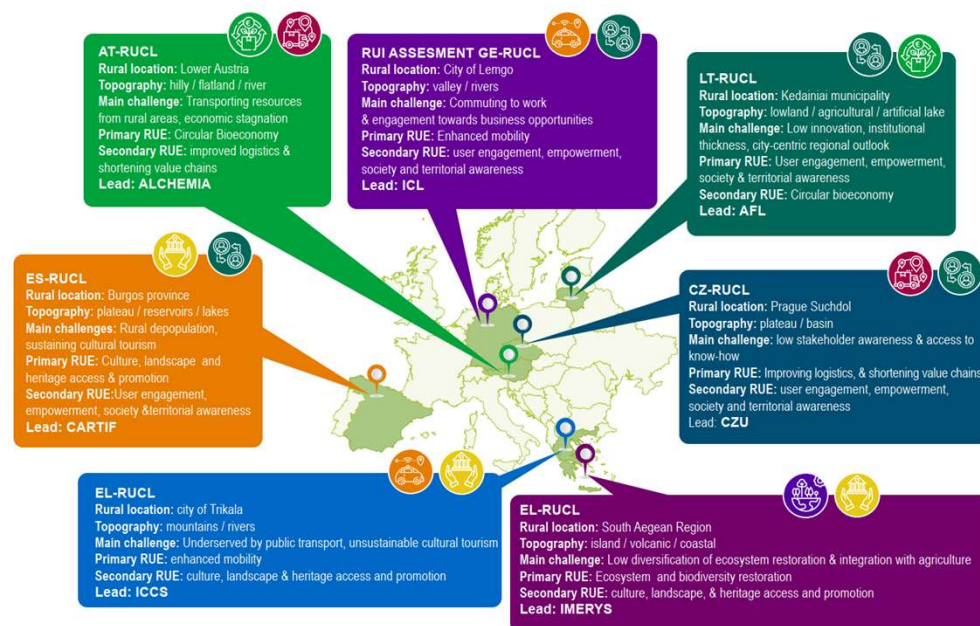 AT-RUCL
Rural location: Lower Austria
Topography: hilly / flatland / river
Main challenge: Transporting resources
from rural areas, economic stagnation
Primary RUE: Circular Bioeconomy
Secondary RUE: improved logistics &
shortening value chains
Lead: ALCHEMIA
RUI ASSESMENT GE-RUCL
Rural location: City of Lemgo
Topography: valley / rivers
Main challenge: Commuting to work
& engagement towards business opportunities
Primary RUE: Enhanced mobility
Secondary RUE: user engagement, empowerment,
society and territorial awareness
Lead: ICL
LT-RUCL
Rural location: Kedainiai municipality
Topography: lowland / agricultural / artificial lake
Main challenge: Low innovation, institutional
thickness, city-centric regional outlook
Primary RUE: User engagement, empowerment,
society & territorial awareness
Secondary RUE: Circular bioeconomy
Lead: AFL
ES-RUCL
Rural location: Burgos province
Topography: plateau / reservoirs / lakes
Main challenges: Rural depopulation,
sustaining cultural tourism
Primary RUE: Culture, landscape and
heritage access & promotion
Secondary RUE:User engagement,
empowerment, society &territorial awareness
Lead: CARTIF
CZ-RUCL
Rural location: Prague Suchdol
Topography: plateau / basin
Main challenge: low stakeholder awareness & access to
know-how
Primary RUE: Improving logistics, & shortening value chains
Secondary RUE: user engagement, empowerment,
society and territorial awareness
Lead: CZU
EL-RUCL
Rural location: city of Trikala
Topography: mountains / rivers
Main challenge: Underserved by public transport, unsustainable cultural tourism
Primary RUE: enhanced mobility
Secondary RUE: culture, landscape & heritage access and promotion
Lead: ICCS
EL-RUCL
Rural location: South Aegean Region
Topography: island / volcanic / coastal
Main challenge: Low diversification of ecosystem restoration & integration with agriculture
Primary RUE: Ecosystem and biodiversity restoration
Secondary RUE: culture, landscape, & heritage access and promotion
Lead: IMERYS